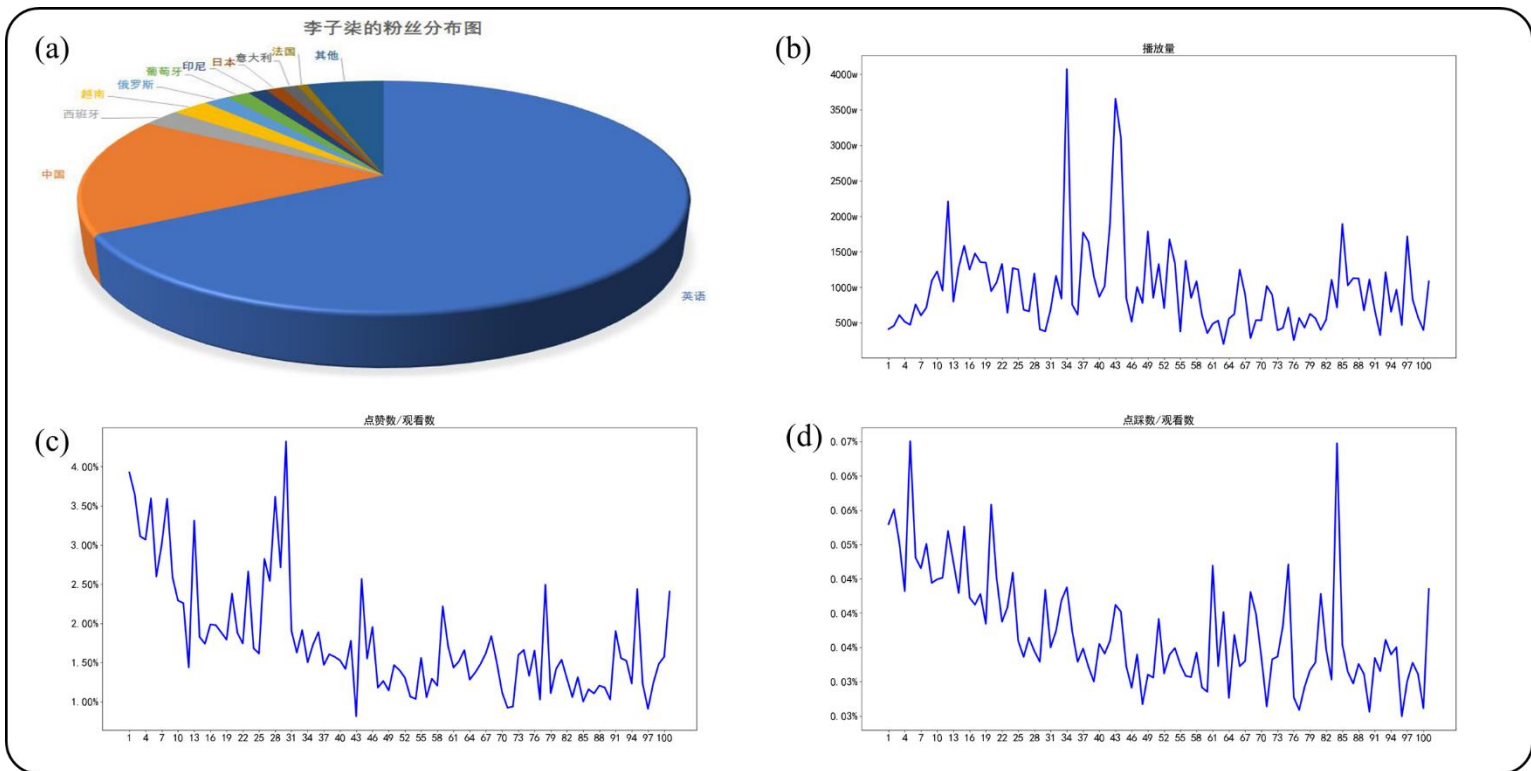 (a)
李子柒的粉丝分布图
其他
法国
意大利
日本
印尼
葡萄牙
俄罗斯
越南
西班牙
中国
英语
(b)
播放量
4000w
3500w
3000w
2500w
2000w
1500w
1000w
500w
1 4 7 10 13 16 19 22 25 28 31 34 37 40 43 46 49 52 55 58 61 64 67 70 73 76 79 82 85 88 91 94 97 100
(c)
点赞数/观看数
4.00%
3.50%
3.00%
2.50%
2.00%
1.50%
1.00%
1 4 7 10 13 16 19 22 25 28 31 34 37 40 43 46 49 52 55 58 61 64 67 70 73 76 79 82 85 88 91 94 97 100
(d)
点踩数/观看数
0.07%
0.06%
0.06%
0.05%
0.04%
0.04%
0.04%
0.03%
0.03%
1 4 7 10 13 16 19 22 25 28 31 34 37 40 43 46 49 52 55 58 61 64 67 70 73 76 79 82 85 88 91 94 97 100